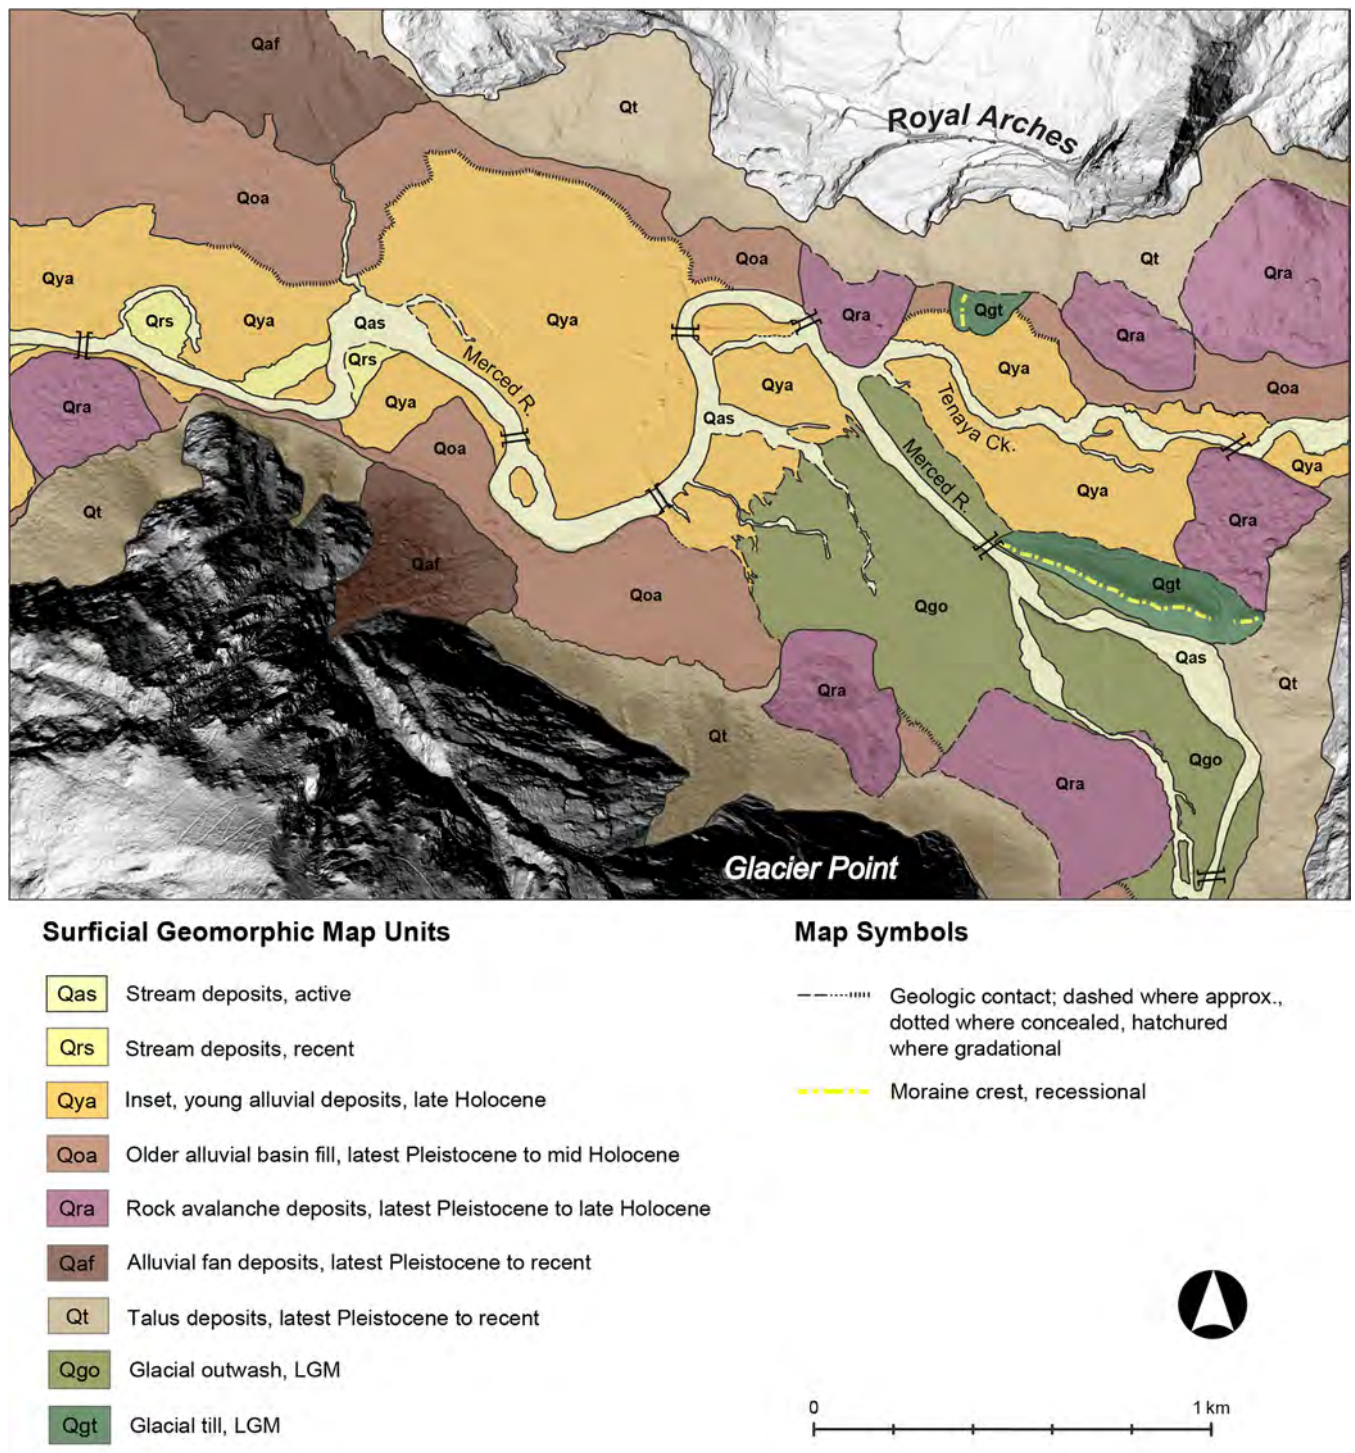 Qaf
Qt
Royal Arches
Qoa
Qoa
Qt
Qra
Qya
Qrs
Qya
Qas
Qya
Qra
Qgt
Qra
Qrs
Merced R.
Qya
Qya
Qoa
Qra
Qya
Qas
Tenaya Ck.
Qoa
Merced R.
Qya
Qya
Qt
Qra
Qaf
Qoa
Qgo
Qgt
Qas
Qt
Qra
Qt
Qgo
Qra
Glacier Point
Surficial Geomorphic Map Units
Qas Stream deposits, active
Qrs Stream deposits, recent
Qya Inset, young alluvial deposits, late Holocene
Qoa Older alluvial basin fill, latest Pleistocene to mid Holocene
Qra Rock avalanche deposits, latest Pleistocene to late Holocene
Qaf Alluvial fan deposits, latest Pleistocene to recent
Qt Talus deposits, latest Pleistocene to recent
Qgo Glacial outwash, LGM
Qgt Glacial till, LGM
Map Symbols
Geologic contact; dashed where approx.,
dotted where concealed, hatchured
where gradational
Moraine crest, recessional
0 1 km